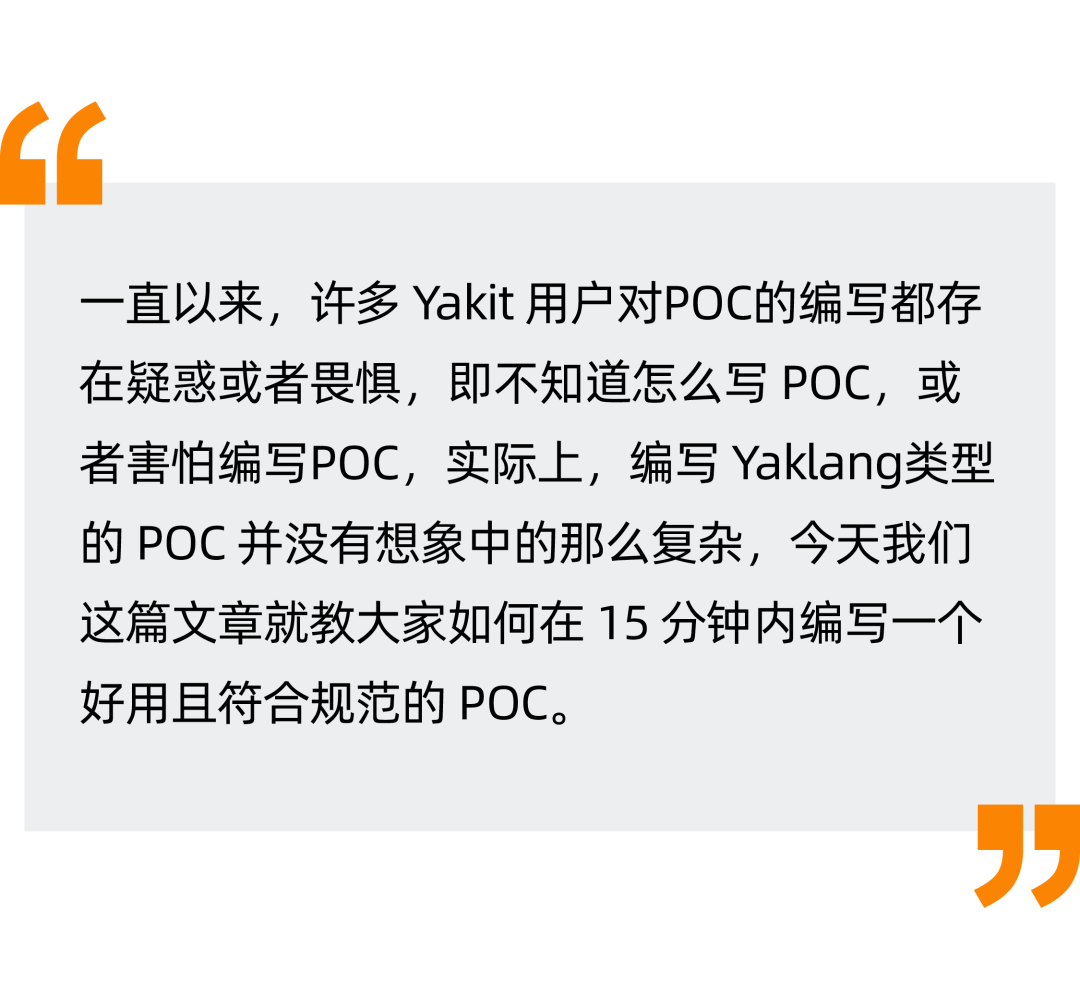 一直以来，许多 Yakit 用户对POC的编写都存
在疑惑或者畏惧，即不知道怎么写 POC，或
者害怕编写POC，实际上，编写 Yaklang类型
的 POC 并没有想象中的那么复杂，今天我们
这篇文章就教大家如何在 15 分钟内编写一个
好用且符合规范的 POC。